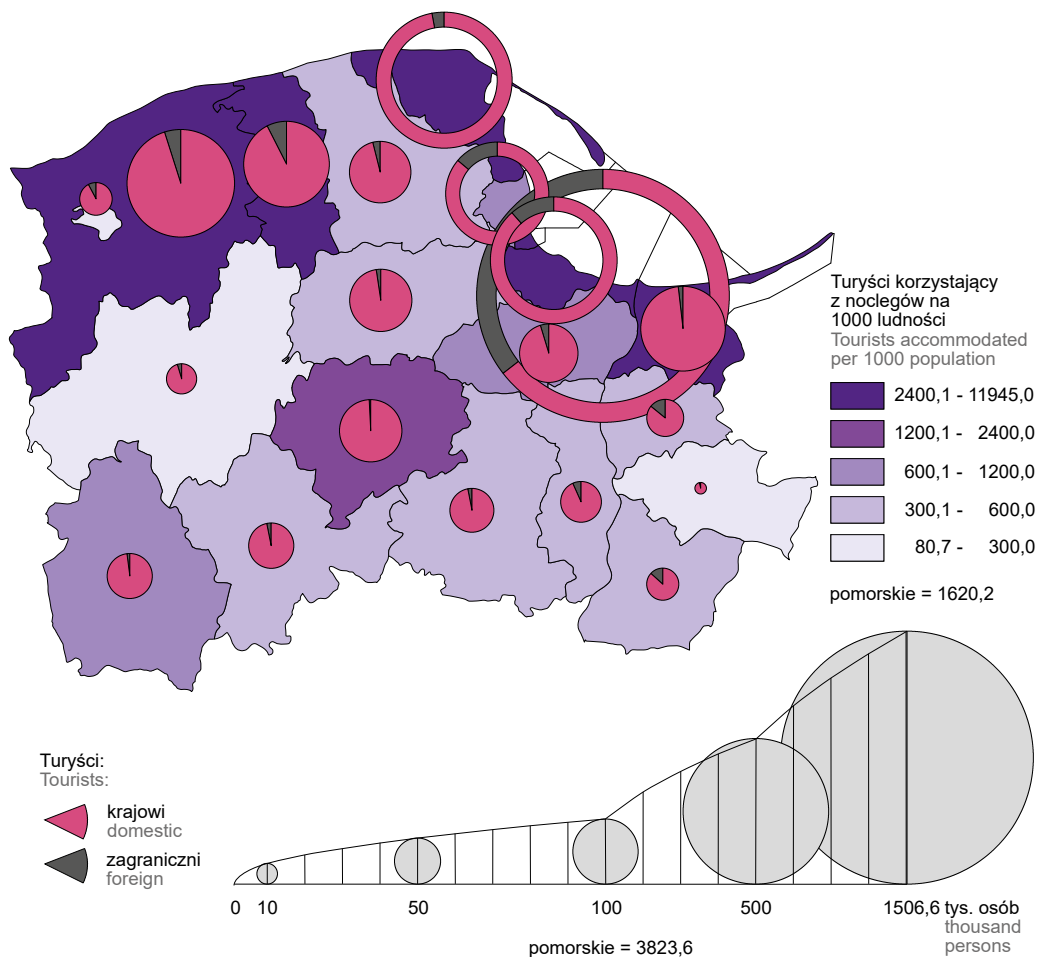 Turyści korzystający
z noclegów na
1000 ludności
Tourists accommodated
per 1000 population
2400,1 - 11945,0
1200,1 - 2400,0
600,1 - 1200,0
300,1 - 600,0
80,7 - 300,0
pomorskie = 1620,2
Turyści:
Tourists:
krajowi
domestic
zagraniczni
foreign
0 10 50 100 500 1506,6 tys. osób
thousand
persons
pomorskie = 3823,6